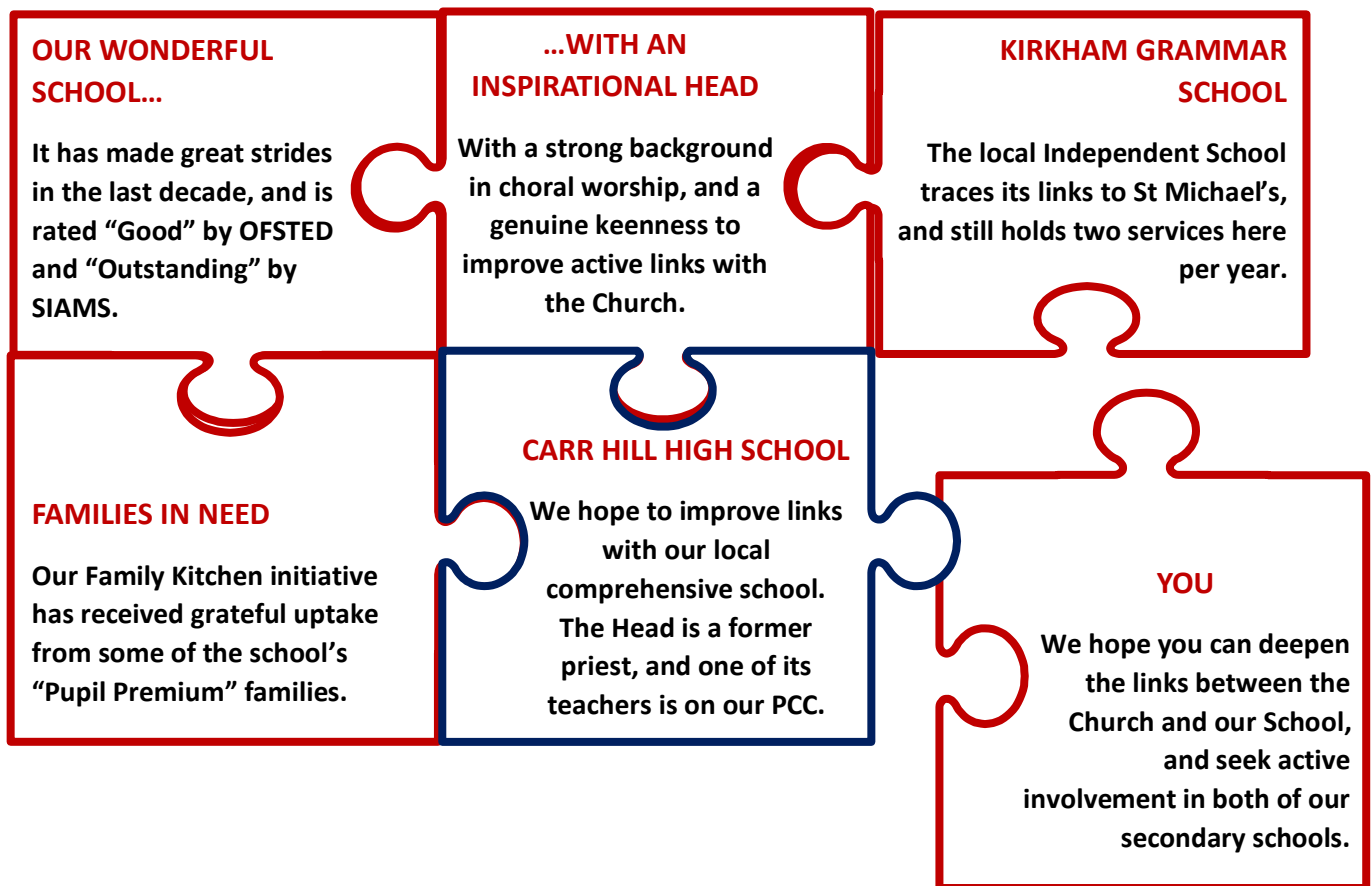 OUR WONDERFUL
SCHOOL…
It has made great strides
in the last decade, and is
rated “Good” by OFSTED
and “Outstanding” by
SIAMS.
…WITH AN
INSPIRATIONAL HEAD
With a strong background
in choral worship, and a
genuine keenness to
improve active links with
the Church.
KIRKHAM GRAMMAR
SCHOOL
The local Independent School
traces its links to St Michael’s,
and still holds two services here
per year.
FAMILIES IN NEED
Our Family Kitchen initiative
has received grateful uptake
from some of the school’s
“Pupil Premium” families.
CARR HILL HIGH SCHOOL
We hope to improve links
with our local
comprehensive school.
The Head is a former
priest, and one of its
teachers is on our PCC.
YOU
We hope you can deepen
the links between the
Church and our School,
and seek active
involvement in both of our
secondary schools.